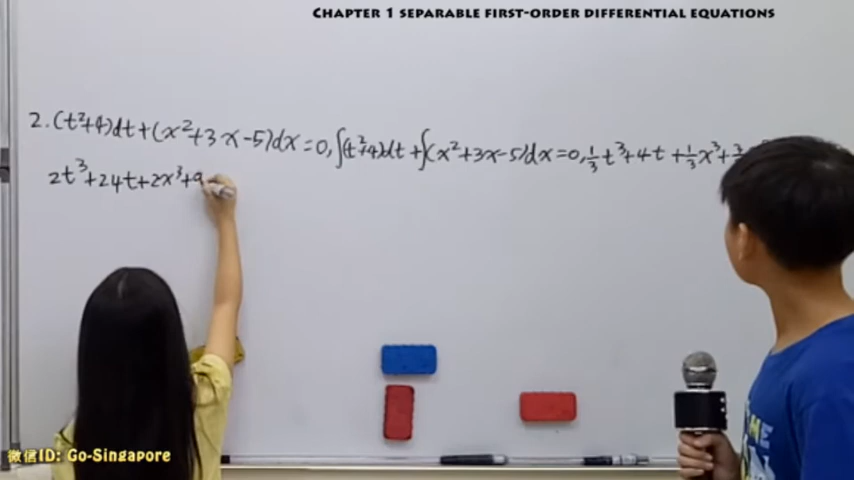 CHAPTER 1 SEPARABLE FIRST-ORDER DIFFERENTIAL EQUATIONS
2. (t²+4)dt+(x²+3x-5)dx=0, ∫(t²+4)dt+∫(x²+3x-5)dx=0, ⅓t³+4t+⅓x³+
2t³+24t+2x³+9
微信ID: Go-Singapore